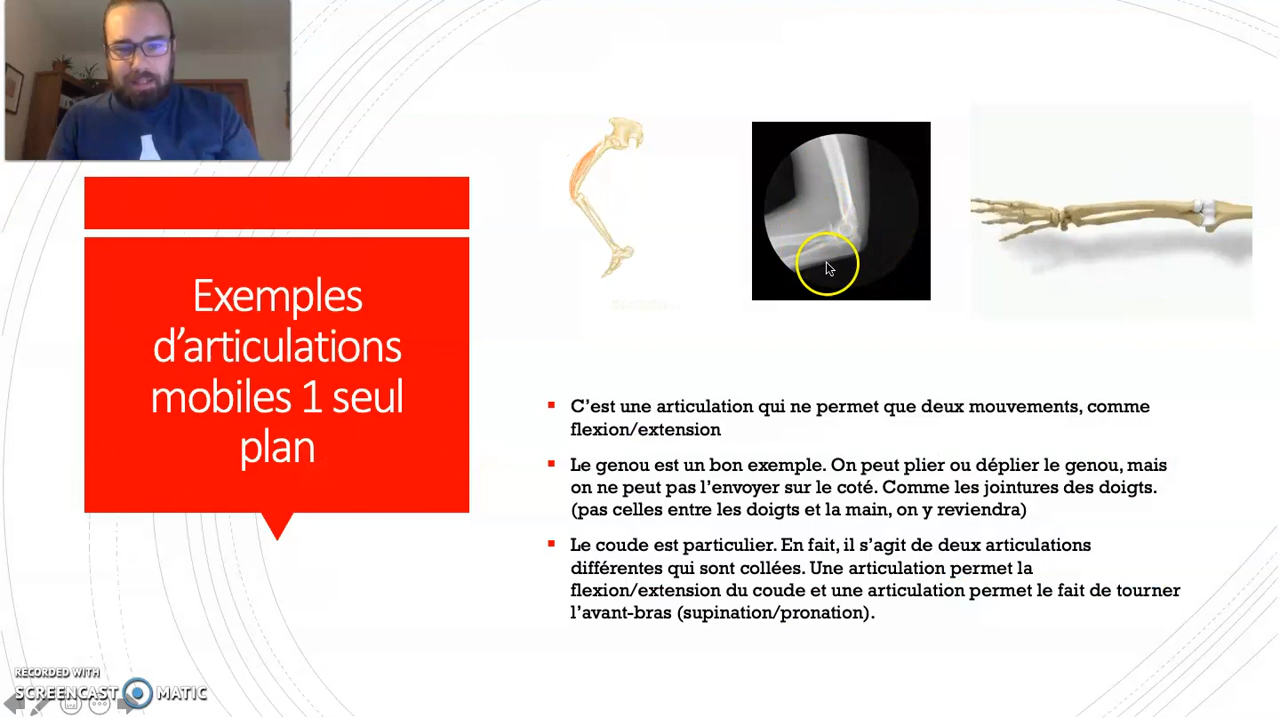 Exemples
d’articulations
mobiles 1 seul
plan
C’est une articulation qui ne permet que deux mouvements, comme
flexion/extension
Le genou est un bon exemple. On peut plier ou déplier le genou, mais
on ne peut pas l’envoyer sur le coté. Comme les jointures des doigts.
(pas celles entre les doigts et la main, on y reviendra)
Le coude est particulier. En fait, il s’agit de deux articulations
différentes qui sont collées. Une articulation permet la
flexion/extension du coude et une articulation permet le fait de tourner
l’avant-bras (supination/pronation).
RECORDED WITH
SCREENCAST MATIC